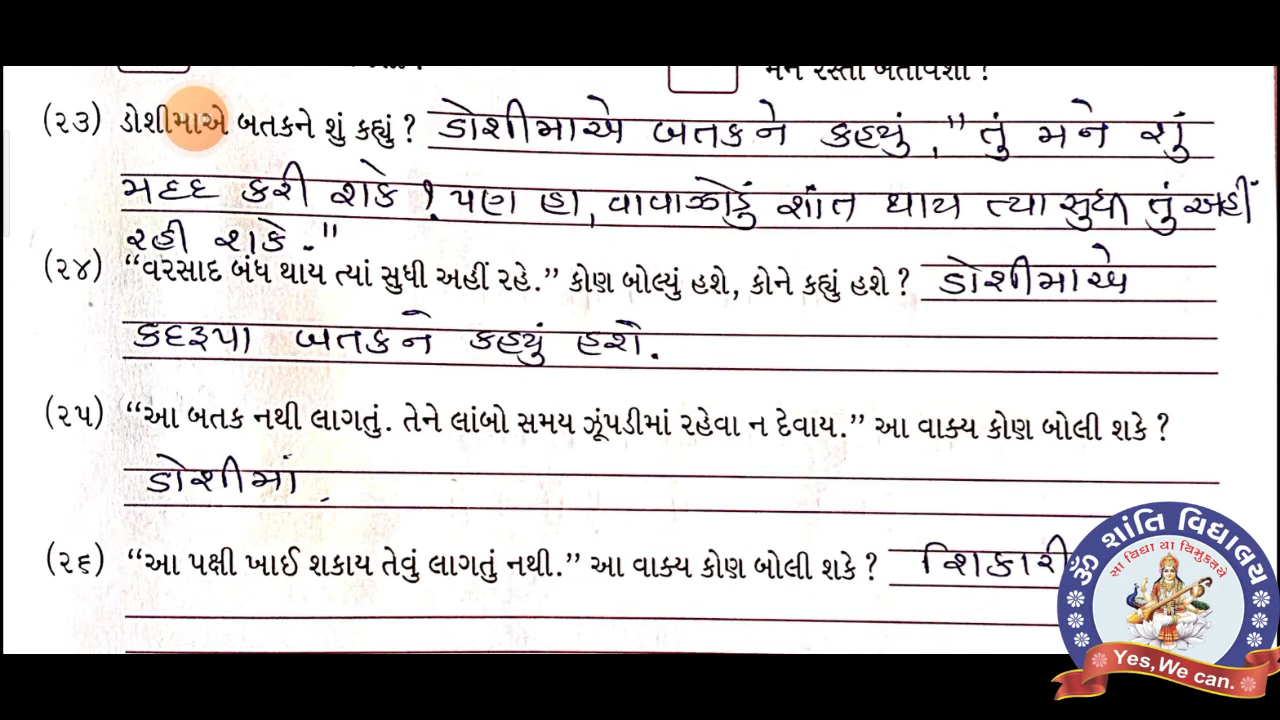 મને રસ્તો બતાવશો ?
(૨૩) ડોશીમાએ બતકને શું કહ્યું ? ડોશીમાએ બતકને કહયું, "તું મને શું
મદદ કરી શકે ! પણ હા, વાવાઝોડું શાંત થાય ત્યા સુધી તું અહીં
રહી શકે."
(૨૪) “વરસાદ બંધ થાય ત્યાં સુધી અહીં રહે.” કોણ બોલ્યું હશે, કોને કહ્યું હશે ? ડોશીમાએ
કદરૂપા બતકને કહયું હશે.
(૨૫) “આ બતક નથી લાગતું. તેને લાંબો સમય ઝૂંપડીમાં રહેવા ન દેવાય.” આ વાક્ય કોણ બોલી શકે ?
ડોશીમાં
(૨૬) “આ પક્ષી ખાઈ શકાય તેવું લાગતું નથી.” આ વાક્ય કોણ બોલી શકે ? શિકારી
ૐ શાંતિ વિદ્યાલય
સા વિદ્યા યા વિમુક્તયે
Yes, We can.